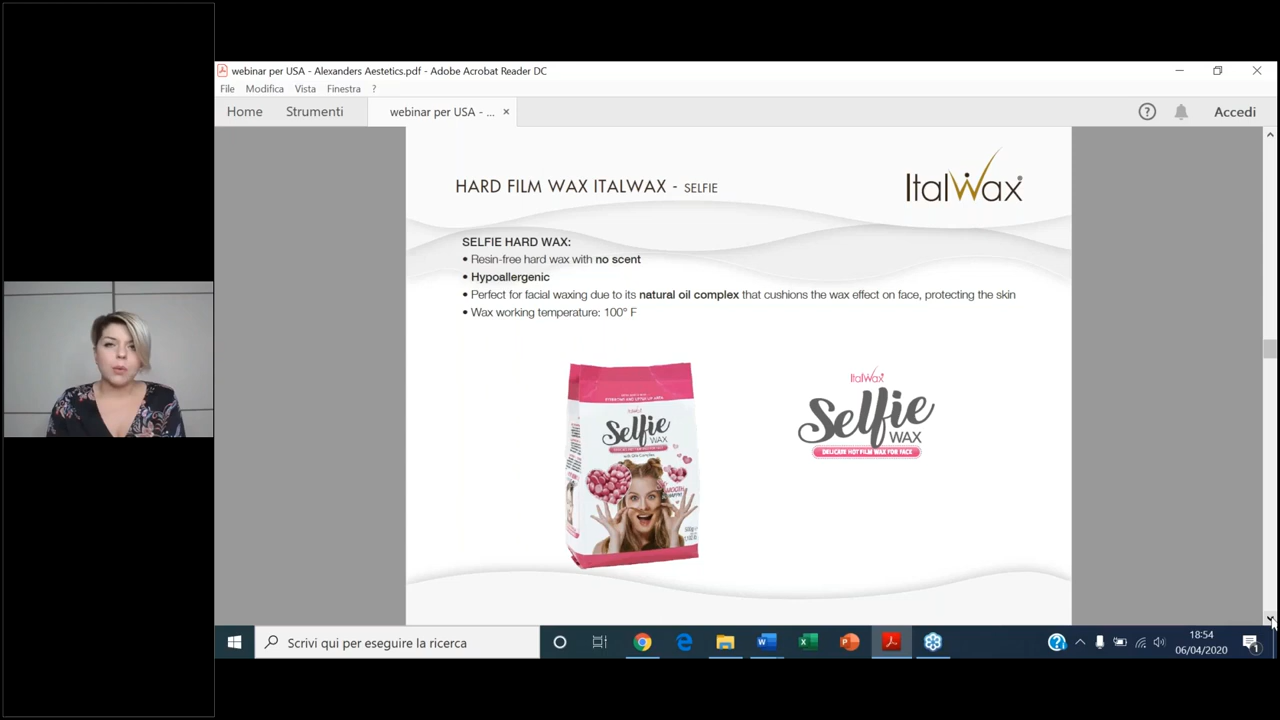 webinar per USA - Alexanders Aestetics.pdf - Adobe Acrobat Reader DC
File Modifica Vista Finestra ?
Home Strumenti webinar per USA - ... × Accedi
HARD FILM WAX ITALWAX - SELFIE
ItalWax®
SELFIE HARD WAX:
• Resin-free hard wax with no scent
• Hypoallergenic
• Perfect for facial waxing due to its natural oil complex that cushions the wax effect on face, protecting the skin
• Wax working temperature: 100° F
Selfie
WAX
SMOOTH
500g
ItalWax
Selfie
WAX
DELICATE HOT FILM WAX FOR FACE
Scrivi qui per eseguire la ricerca
18:54
06/04/2020
1